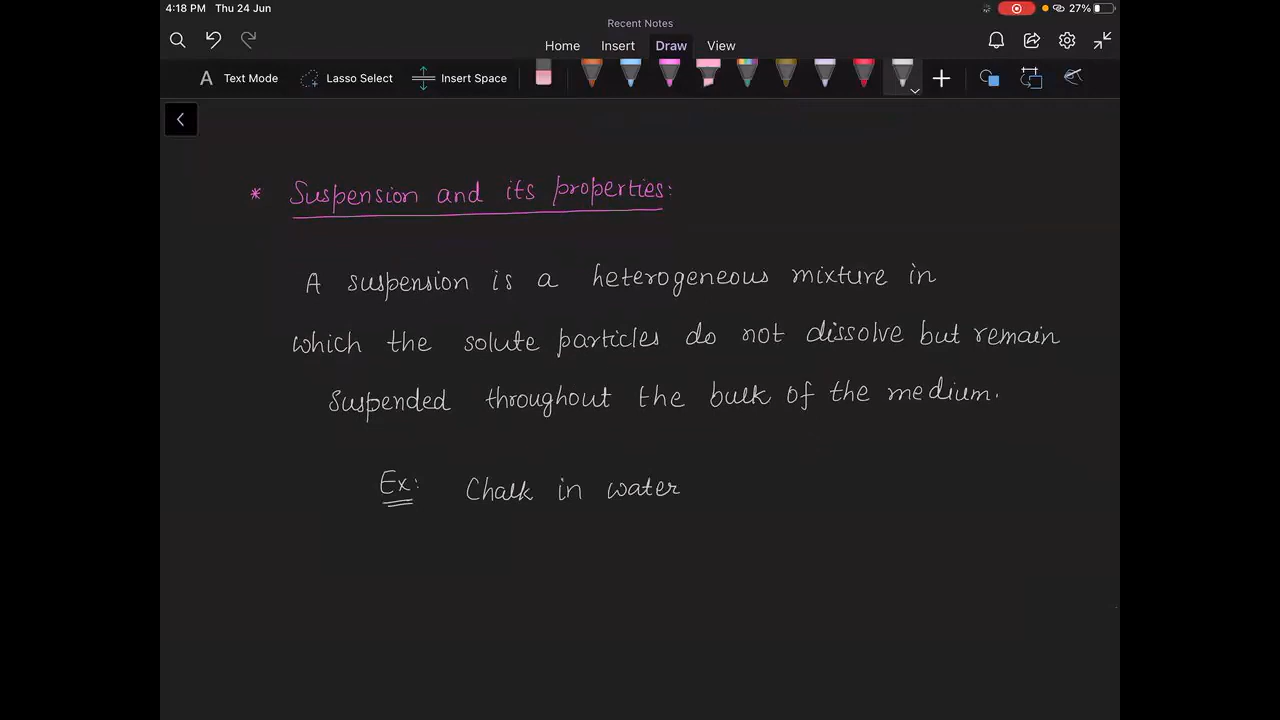 4:18 PM Thu 24 Jun
27%
Recent Notes
Home Insert Draw View
Text Mode Lasso Select Insert Space
* Suspension and its properties:
A suspension is a heterogeneous mixture in
which the solute particles do not dissolve but remain
suspended throughout the bulk of the medium.
Ex: Chalk in water